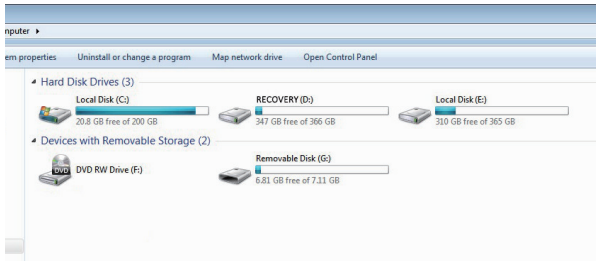 mputer ▸
em properties Uninstall or change a program Map network drive Open Control Panel
Hard Disk Drives (3)
Local Disk (C:) RECOVERY (D:) Local Disk (E:)
20.8 GB free of 200 GB 347 GB free of 366 GB 310 GB free of 365 GB
Devices with Removable Storage (2)
DVD DVD RW Drive (F:) Removable Disk (G:)
6.81 GB free of 7.11 GB